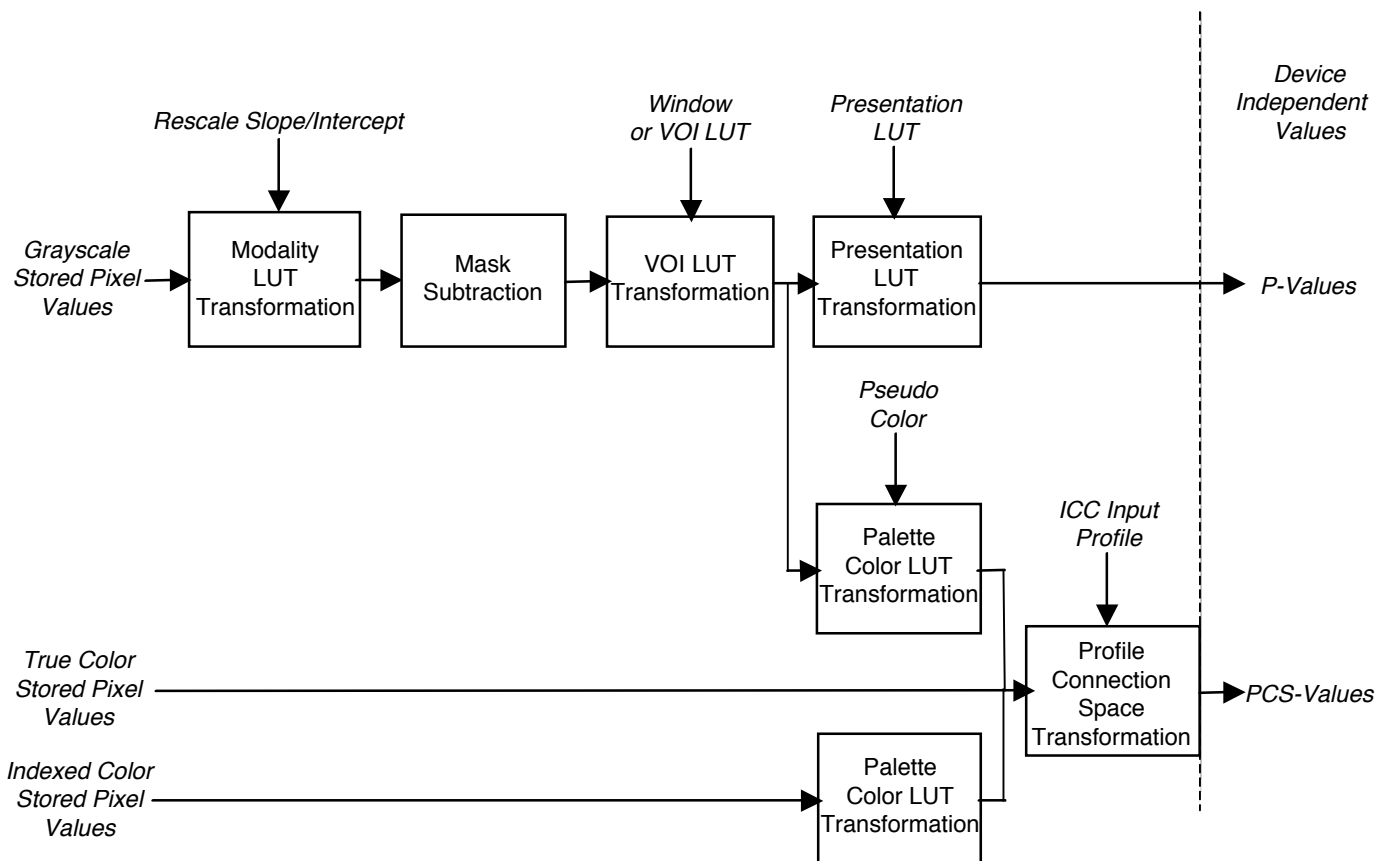 Device
Independent
Values
Window
or VOI LUT
Presentation
LUT
Rescale Slope/Intercept
Grayscale
Stored Pixel
Values
Modality
LUT
Transformation
Mask
Subtraction
VOI LUT
Transformation
Presentation
LUT
Transformation
P-Values
Pseudo
Color
Palette
Color LUT
Transformation
ICC Input
Profile
True Color
Stored Pixel
Values
Profile
Connection
Space
Transformation
PCS-Values
Indexed Color
Stored Pixel
Values
Palette
Color LUT
Transformation